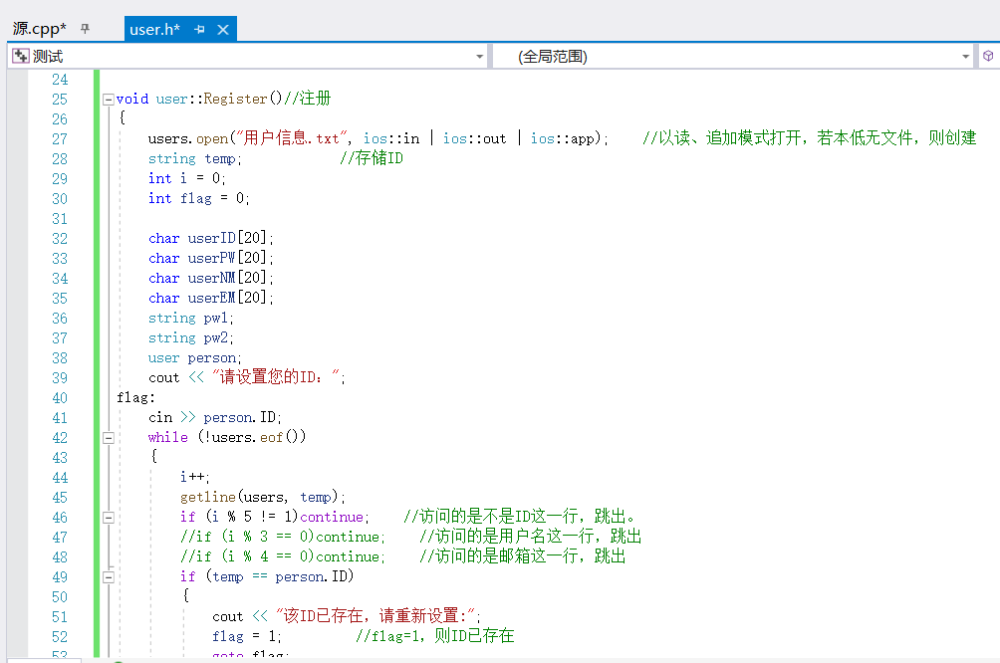 源.cpp*
user.h*
测试
(全局范围)
24
25 void user::Register()//注册
26 {
27 users.open("用户信息.txt", ios::in | ios::out | ios::app); //以读、追加模式打开，若本低无文件，则创建
28 string temp; //存储ID
29 int i = 0;
30 int flag = 0;
31
32 char userID[20];
33 char userPW[20];
34 char userNM[20];
35 char userEM[20];
36 string pw1;
37 string pw2;
38 user person;
39 cout << "请设置您的ID：";
40 flag:
41 cin >> person.ID;
42 while (!users.eof())
43 {
44 i++;
45 getline(users, temp);
46 if (i % 5 != 1)continue; //访问的是不是ID这一行，跳出。
47 //if (i % 3 == 0)continue; //访问的是用户名这一行，跳出
48 //if (i % 4 == 0)continue; //访问的是邮箱这一行，跳出
49 if (temp == person.ID)
50 {
51 cout << "该ID已存在，请重新设置:";
52 flag = 1; //flag=1，则ID已存在
53 goto flag;